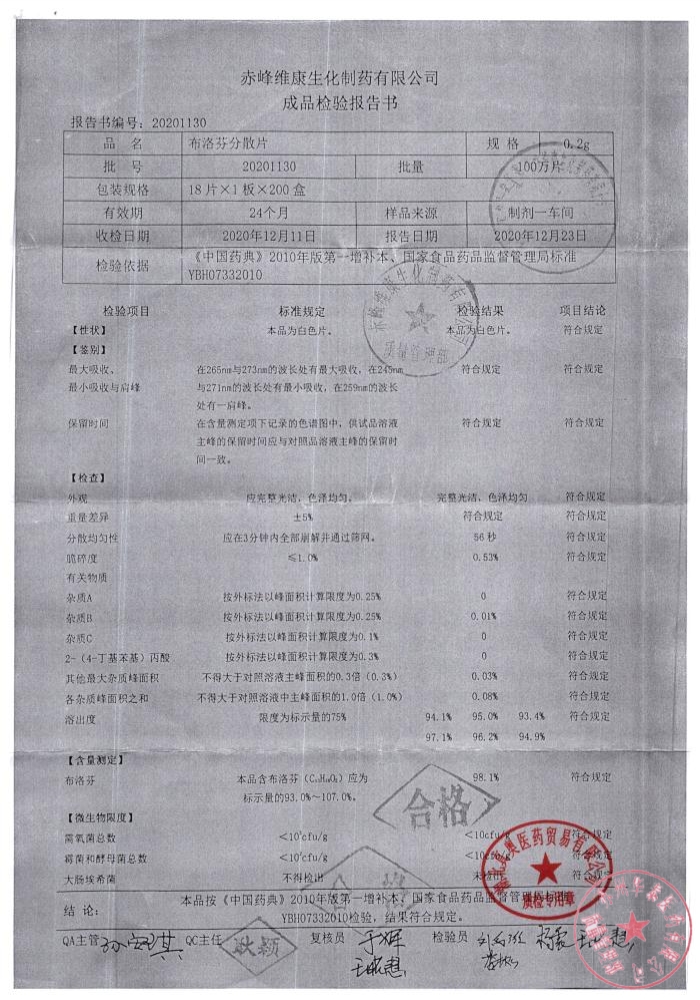 赤峰维康生化制药有限公司
成品检验报告书
报告书编号：20201130
品 名 布洛芬分散片 规 格 0.2g
批 号 20201130 批量 100万片
包装规格 18片×1板×200盒
有效期 24个月 样品来源 制剂一车间
收检日期 2020年12月11日 报告日期 2020年12月23日
检验依据 《中国药典》2010年版第一增补本、国家食品药品监督管理局标准
YBH07332010
检验项目 标准规定 检验结果 项目结论
【性状】 本品为白色片。 本品为白色片。 符合规定
【鉴别】
最大吸收、 在265nm与273nm的波长处有最大吸收，在245nm 符合规定 符合规定
最小吸收与肩峰 与271nm的波长处有最小吸收，在259nm的波长
处有一肩峰。
保留时间 在含量测定项下记录的色谱图中，供试品溶液 符合规定 符合规定
主峰的保留时间应与对照品溶液主峰的保留时
间一致。
【检查】
外观 应完整光洁，色泽均匀。 完整光洁，色泽均匀 符合规定
重量差异 ±5% 符合规定 符合规定
分散均匀性 应在3分钟内全部崩解并通过筛网。 56秒 符合规定
脆碎度 ≤1.0% 0.53% 符合规定
有关物质
杂质A 按外标法以峰面积计算限度为0.25% 0 符合规定
杂质B 按外标法以峰面积计算限度为0.25% 0.01% 符合规定
杂质C 按外标法以峰面积计算限度为0.1% 0 符合规定
2-（4-丁基苯基）丙酸 按外标法以峰面积计算限度为0.3% 0 符合规定
其他最大杂质峰面积 不得大于对照溶液主峰面积的0.3倍（0.3%） 0.03% 符合规定
各杂质峰面积之和 不得大于对照溶液中主峰面积的1.0倍（1.0%） 0.08% 符合规定
溶出度 限度为标示量的75% 94.1% 95.0% 93.4% 符合规定
97.1% 96.2% 94.9%
【含量测定】
布洛芬 本品含布洛芬（C₁₃H₁₈O₂）应为 98.1% 符合规定
标示量的93.0%～107.0%。
合格
【微生物限度】
需氧菌总数 <10³cfu/g <10cfu/g 符合规定
霉菌和酵母菌总数 <10²cfu/g <10cfu/g 符合规定
大肠埃希菌 不得检出 未检出 符合规定
结 论： 本品按《中国药典》2010年版第一增补本、国家食品药品监督管理局标准
YBH07332010检验，结果符合规定。
QA主管 QC主任 耿颖 复核员 于辉 检验员
质量管理部
质检专用章